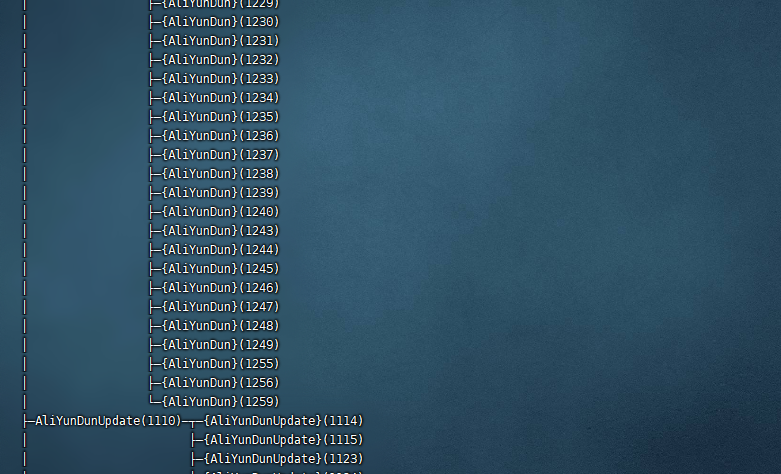 │                 ├─{AliYunDun}(1229)
│                 ├─{AliYunDun}(1230)
│                 ├─{AliYunDun}(1231)
│                 ├─{AliYunDun}(1232)
│                 ├─{AliYunDun}(1233)
│                 ├─{AliYunDun}(1234)
│                 ├─{AliYunDun}(1235)
│                 ├─{AliYunDun}(1236)
│                 ├─{AliYunDun}(1237)
│                 ├─{AliYunDun}(1238)
│                 ├─{AliYunDun}(1239)
│                 ├─{AliYunDun}(1240)
│                 ├─{AliYunDun}(1243)
│                 ├─{AliYunDun}(1244)
│                 ├─{AliYunDun}(1245)
│                 ├─{AliYunDun}(1246)
│                 ├─{AliYunDun}(1247)
│                 ├─{AliYunDun}(1248)
│                 ├─{AliYunDun}(1249)
│                 ├─{AliYunDun}(1255)
│                 ├─{AliYunDun}(1256)
│                 └─{AliYunDun}(1259)
├─AliYunDunUpdate(1110)─┬─{AliYunDunUpdate}(1114)
│                       ├─{AliYunDunUpdate}(1115)
│                       ├─{AliYunDunUpdate}(1123)